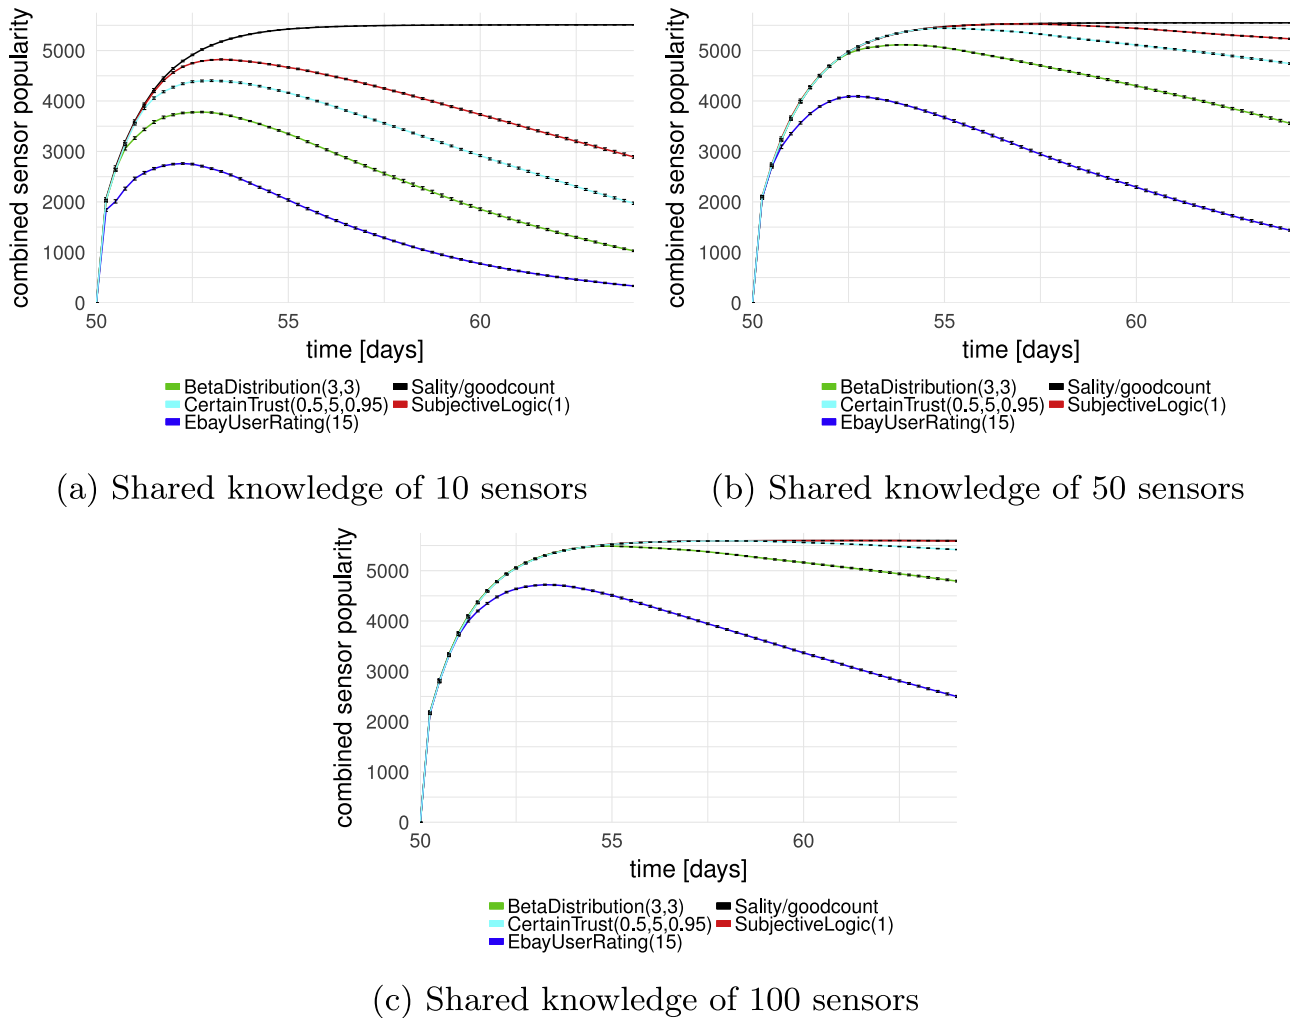 combined sensor popularity
5000
4000
3000
2000
1000
0
50
55
60
time [days]
BetaDistribution(3,3)
Sality/goodcount
CertainTrust(0.5,5,0.95)
SubjectiveLogic(1)
EbayUserRating(15)
(a) Shared knowledge of 10 sensors
combined sensor popularity
5000
4000
3000
2000
1000
0
50
55
60
time [days]
BetaDistribution(3,3)
Sality/goodcount
CertainTrust(0.5,5,0.95)
SubjectiveLogic(1)
EbayUserRating(15)
(b) Shared knowledge of 50 sensors
combined sensor popularity
5000
4000
3000
2000
1000
0
50
55
60
time [days]
BetaDistribution(3,3)
Sality/goodcount
CertainTrust(0.5,5,0.95)
SubjectiveLogic(1)
EbayUserRating(15)
(c) Shared knowledge of 100 sensors